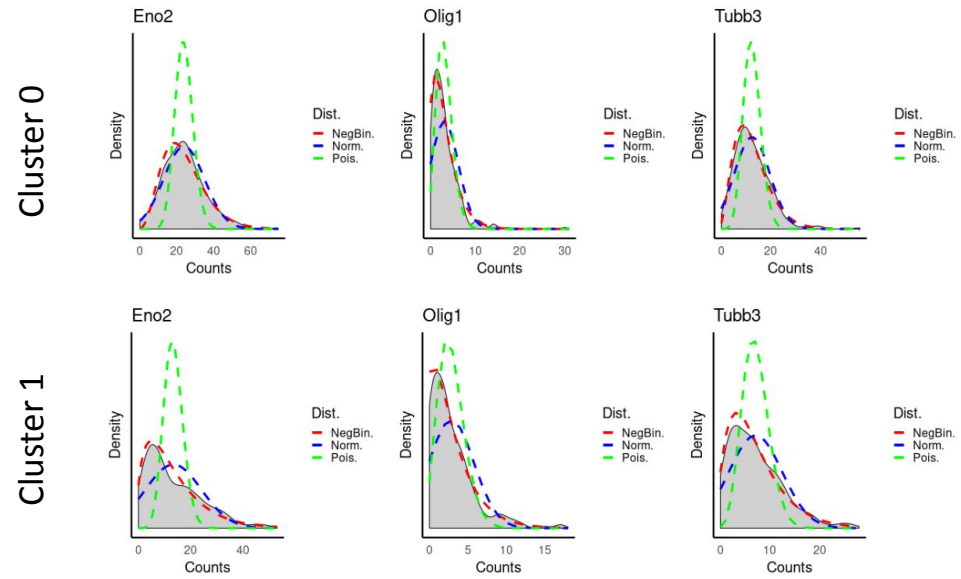 Cluster 0
Eno2
Density
0 20 40 60
Counts
Dist.
NegBin.
Norm.
Pois.
Olig1
Density
0 10 20 30
Counts
Dist.
NegBin.
Norm.
Pois.
Tubb3
Density
0 20 40
Counts
Dist.
NegBin.
Norm.
Pois.
Cluster 1
Eno2
Density
0 20 40
Counts
Dist.
NegBin.
Norm.
Pois.
Olig1
Density
0 5 10 15
Counts
Dist.
NegBin.
Norm.
Pois.
Tubb3
Density
0 10 20
Counts
Dist.
NegBin.
Norm.
Pois.